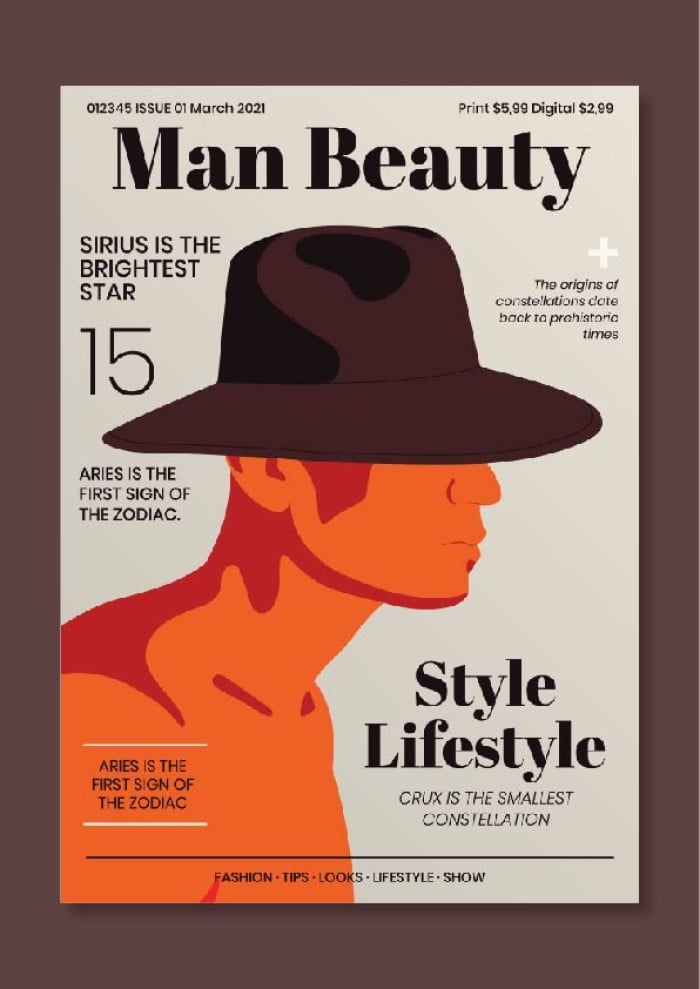 012345 ISSUE 01 March 2021
Print $5,99 Digital $2,99
Man Beauty
SIRIUS IS THE
BRIGHTEST
STAR
15
The origins of
constellations date
back to prehistoric
times
ARIES IS THE
FIRST SIGN OF
THE ZODIAC.
Style
Lifestyle
CRUX IS THE SMALLEST
CONSTELLATION
ARIES IS THE
FIRST SIGN OF
THE ZODIAC
FASHION · TIPS · LOOKS · LIFESTYLE · SHOW